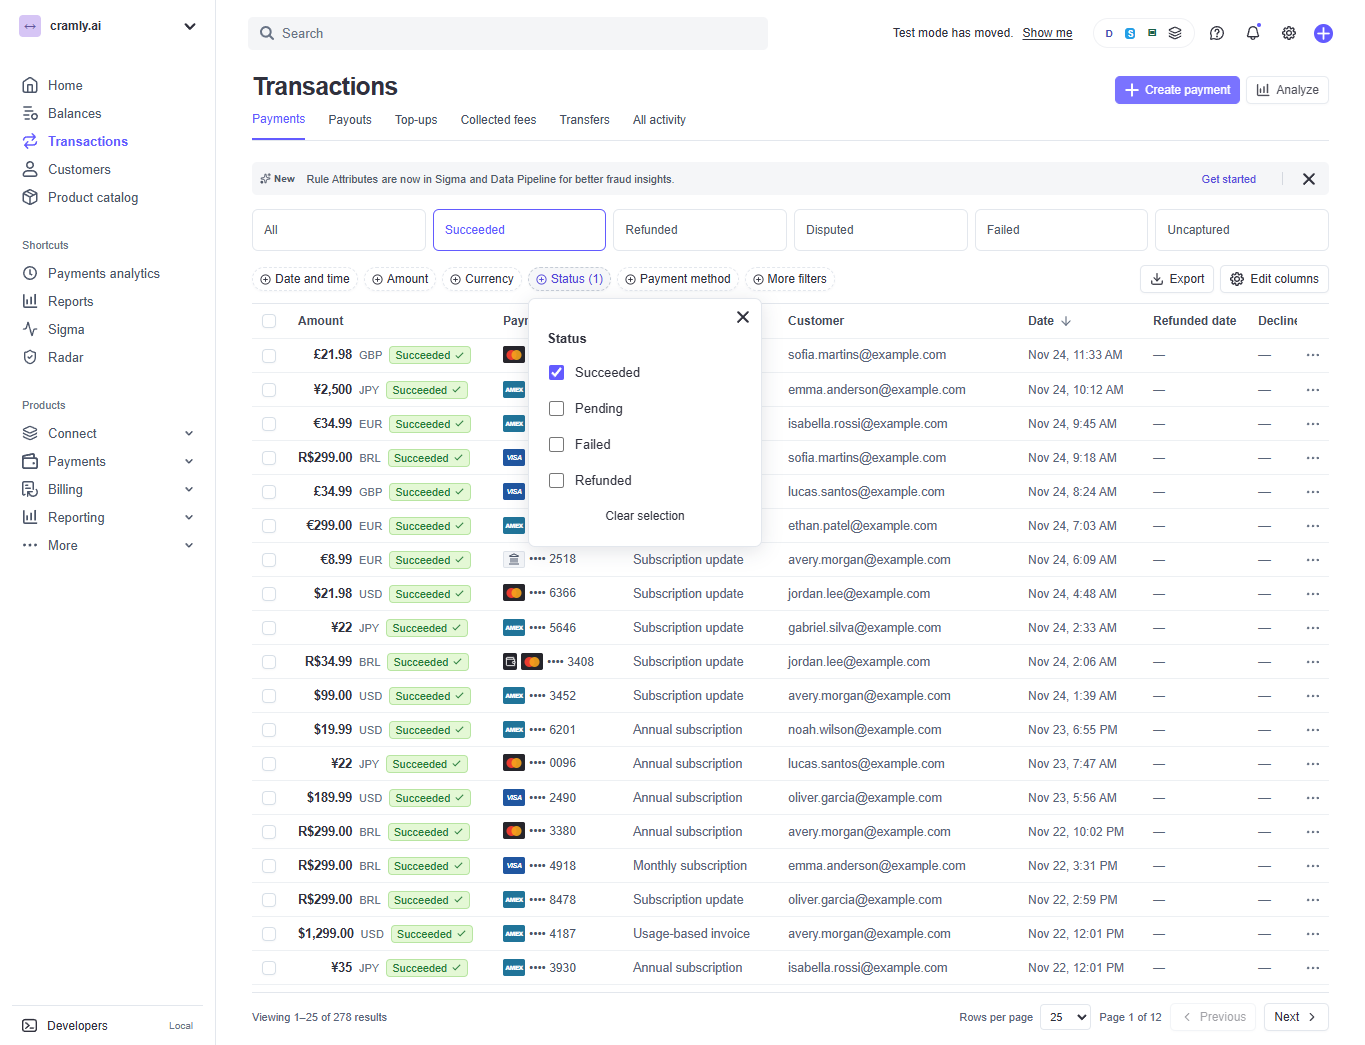 cramly.ai
Search
Test mode has moved. Show me
D S
Home
Balances
Transactions
Customers
Product catalog
Shortcuts
Payments analytics
Reports
Sigma
Radar
Products
Connect
Payments
Billing
Reporting
More
Developers Local
Transactions
Create payment
Analyze
Payments Payouts Top-ups Collected fees Transfers All activity
New Rule Attributes are now in Sigma and Data Pipeline for better fraud insights. Get started
All Succeeded Refunded Disputed Failed Uncaptured
Date and time Amount Currency Status (1) Payment method More filters Export Edit columns
Amount Customer Date Refunded date
Status
Succeeded
Pending
Failed
Refunded
Clear selection
£21.98 GBP Succeeded sofia.martins@example.com Nov 24, 11:33 AM — —
¥2,500 JPY Succeeded AMEX emma.anderson@example.com Nov 24, 10:12 AM — —
€34.99 EUR Succeeded AMEX isabella.rossi@example.com Nov 24, 9:45 AM — —
R$299.00 BRL Succeeded VISA sofia.martins@example.com Nov 24, 9:18 AM — —
£34.99 GBP Succeeded VISA lucas.santos@example.com Nov 24, 8:24 AM — —
€299.00 EUR Succeeded AMEX ethan.patel@example.com Nov 24, 7:03 AM — —
€8.99 EUR Succeeded •••• 2518 Subscription update avery.morgan@example.com Nov 24, 6:09 AM — —
$21.98 USD Succeeded •••• 6366 Subscription update jordan.lee@example.com Nov 24, 4:48 AM — —
¥22 JPY Succeeded AMEX •••• 5646 Subscription update gabriel.silva@example.com Nov 24, 2:33 AM — —
R$34.99 BRL Succeeded •••• 3408 Subscription update jordan.lee@example.com Nov 24, 2:06 AM — —
$99.00 USD Succeeded AMEX •••• 3452 Subscription update avery.morgan@example.com Nov 24, 1:39 AM — —
$19.99 USD Succeeded AMEX •••• 6201 Annual subscription noah.wilson@example.com Nov 23, 6:55 PM — —
¥22 JPY Succeeded •••• 0096 Annual subscription lucas.santos@example.com Nov 23, 7:47 AM — —
$189.99 USD Succeeded VISA •••• 2490 Annual subscription oliver.garcia@example.com Nov 23, 5:56 AM — —
R$299.00 BRL Succeeded •••• 3380 Annual subscription avery.morgan@example.com Nov 22, 10:02 PM — —
R$299.00 BRL Succeeded VISA •••• 4918 Monthly subscription emma.anderson@example.com Nov 22, 3:31 PM — —
R$299.00 BRL Succeeded AMEX •••• 8478 Subscription update oliver.garcia@example.com Nov 22, 2:59 PM — —
$1,299.00 USD Succeeded AMEX •••• 4187 Usage-based invoice avery.morgan@example.com Nov 22, 12:01 PM — —
¥35 JPY Succeeded AMEX •••• 3930 Annual subscription isabella.rossi@example.com Nov 22, 12:01 PM — —
Viewing 1–25 of 278 results Rows per page 25 Page 1 of 12 Previous Next